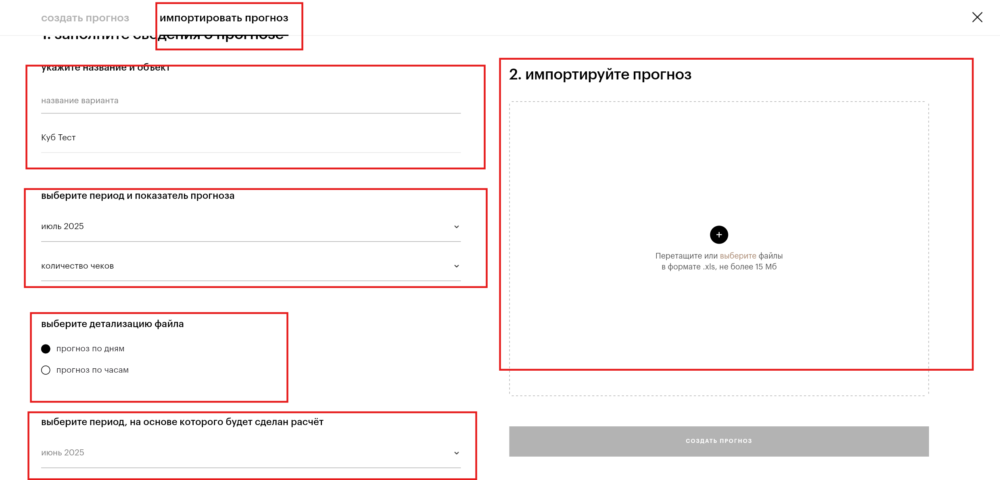 создать прогноз импортировать прогноз
1. заполните сведения о прогнозе
укажите название и объект
название варианта
Куб Тест
выберите период и показатель прогноза
июль 2025
количество чеков
выберите детализацию файла
прогноз по дням
прогноз по часам
выберите период, на основе которого будет сделан расчёт
июнь 2025
2. импортируйте прогноз
Перетащите или выберите файлы
в формате .xls, не более 15 Мб
СОЗДАТЬ ПРОГНОЗ